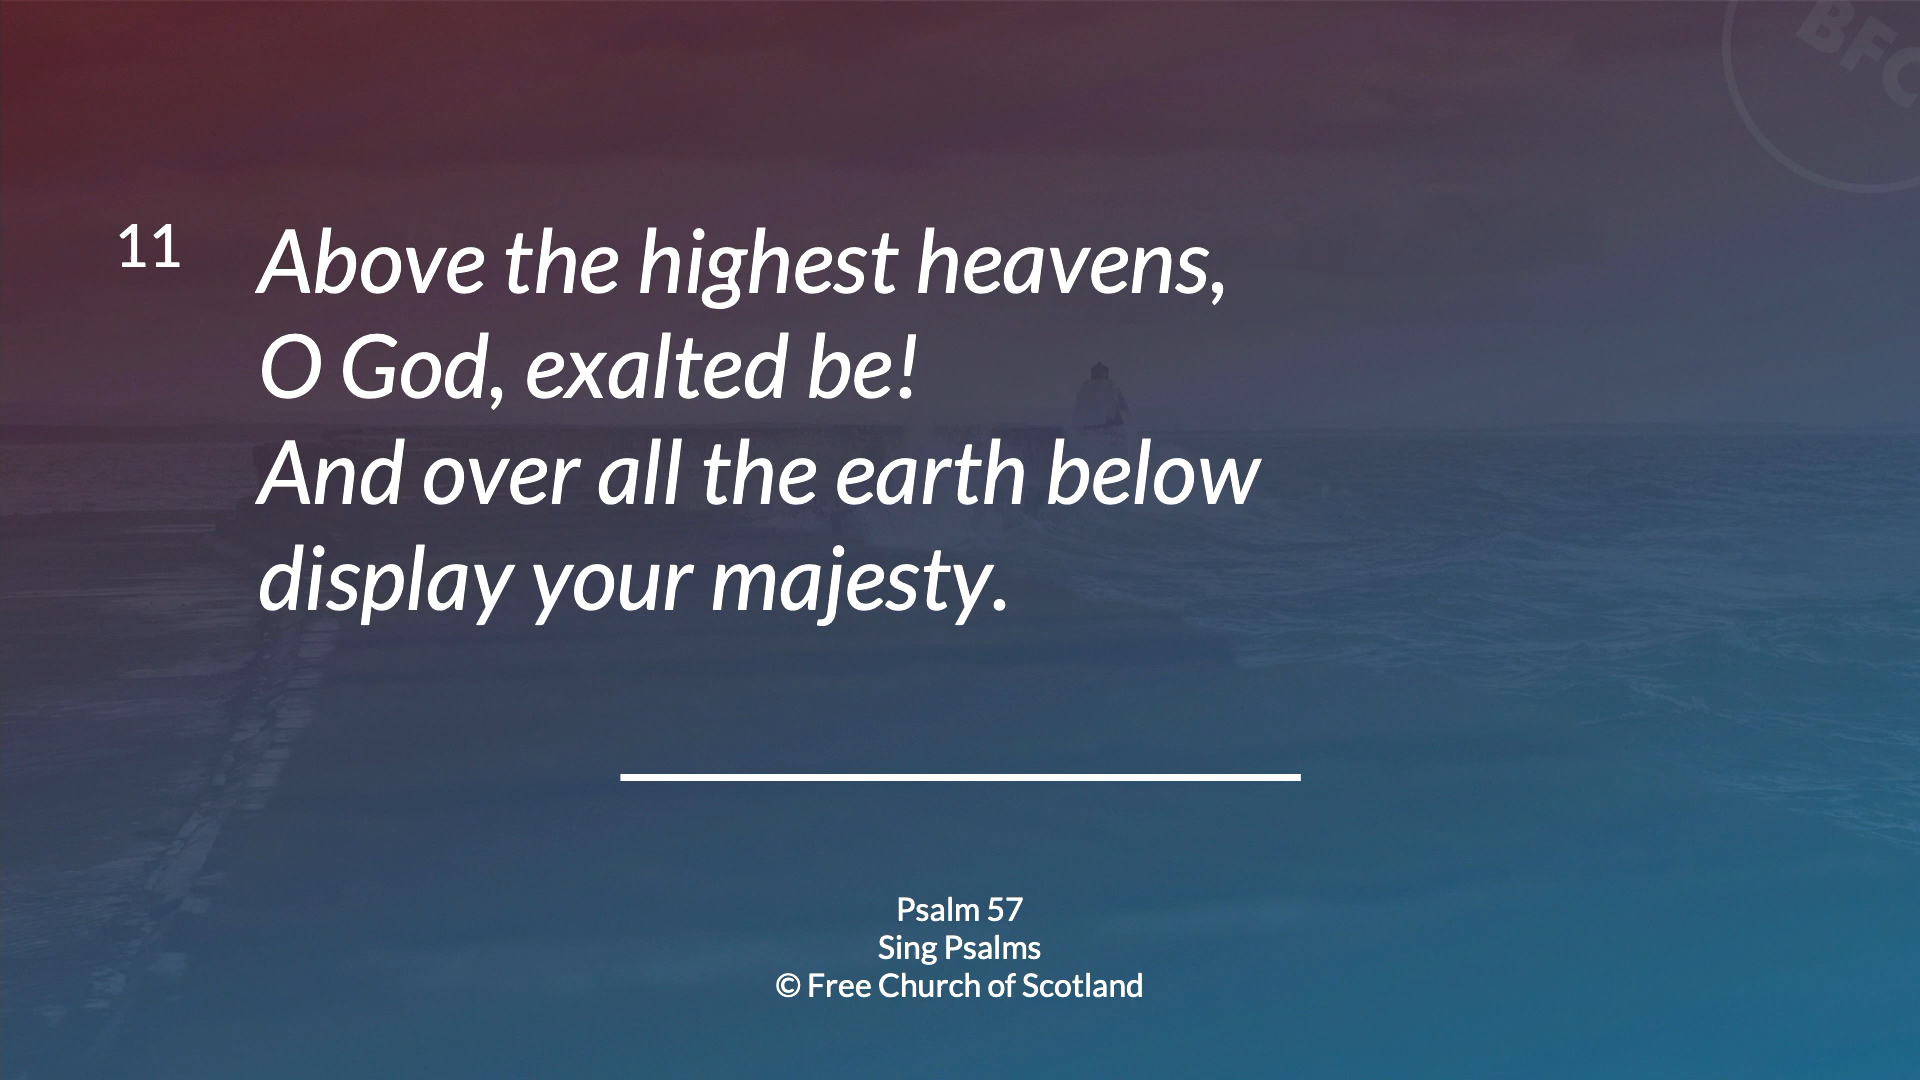 BFC
11 Above the highest heavens,
O God, exalted be!
And over all the earth below
display your majesty.
Psalm 57
Sing Psalms
© Free Church of Scotland